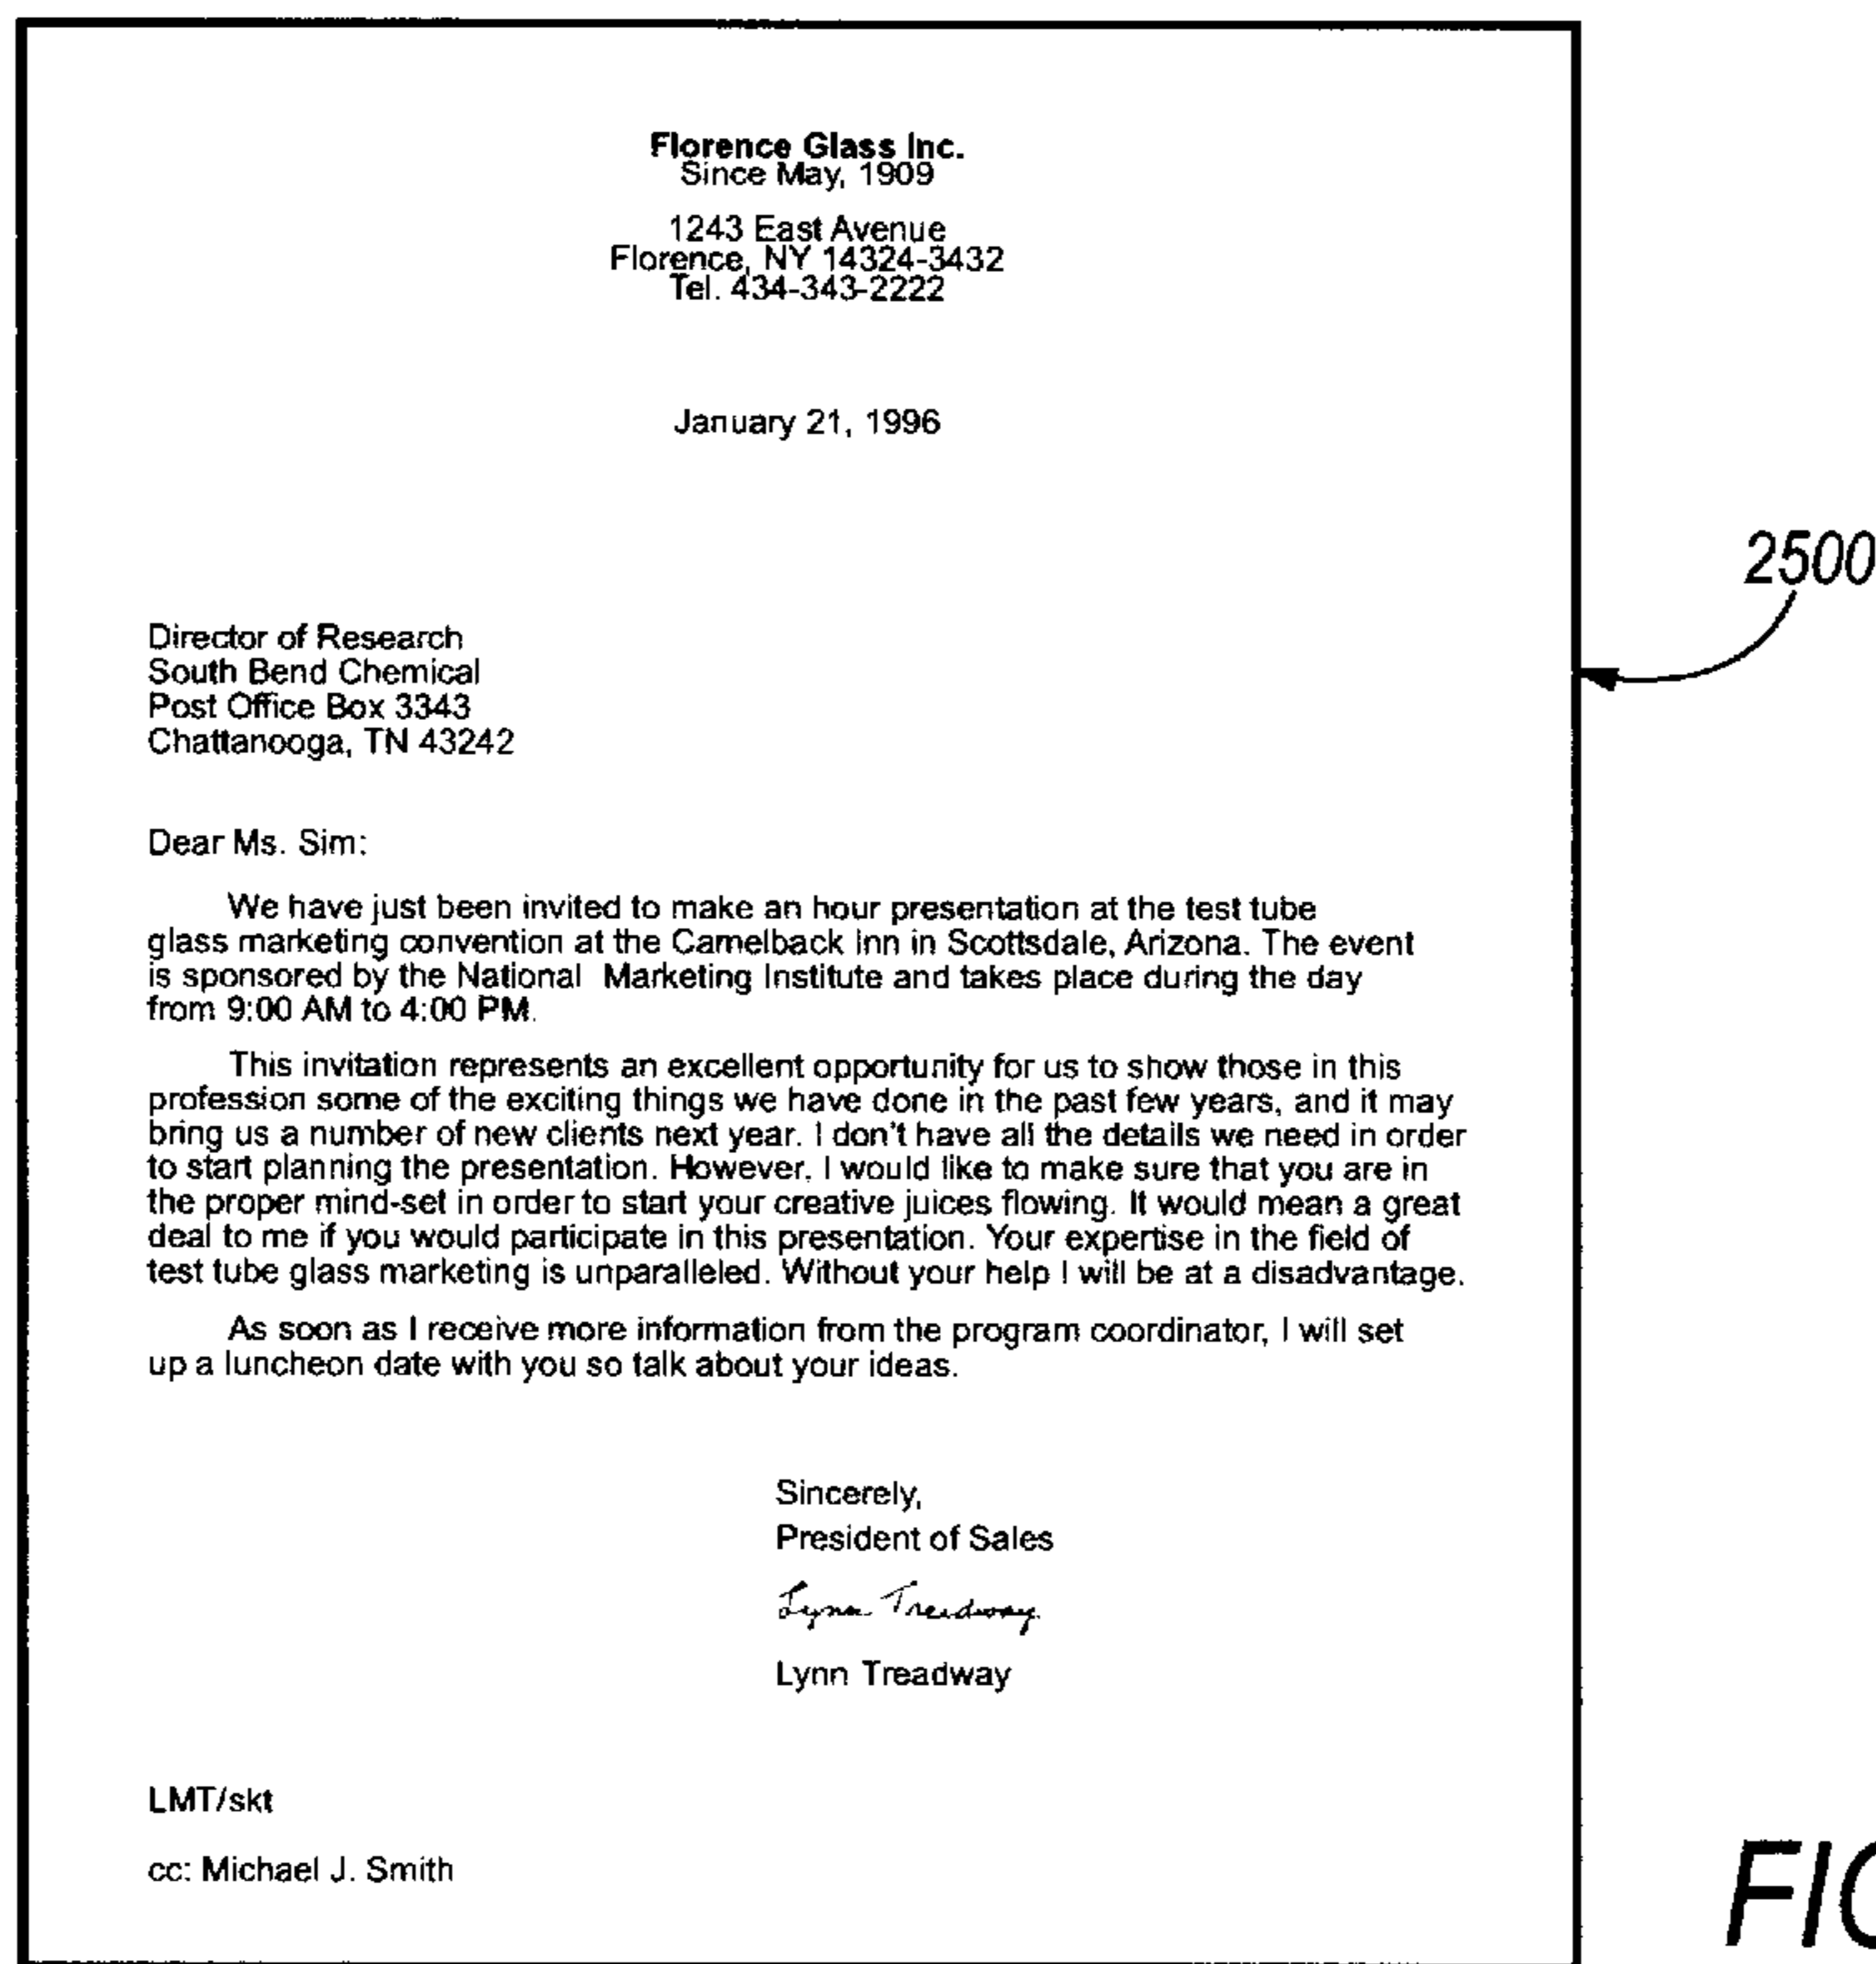 Florence Glass Inc.
Since May, 1909
1243 East Avenue
Florence, NY 14324-3432
Tel. 434-343-2222
January 21, 1996
2500
Director of Research
South Bend Chemical
Post Office Box 3343
Chattanooga, TN 43242
Dear Ms. Sim:
We have just been invited to make an hour presentation at the test tube
glass marketing convention at the Camelback Inn in Scottsdale, Arizona. The event
is sponsored by the National Marketing Institute and takes place during the day
from 9:00 AM to 4:00 PM.
This invitation represents an excellent opportunity for us to show those in this
profession some of the exciting things we have done in the past few years, and it may
bring us a number of new clients next year. I don't have all the details we need in order
to start planning the presentation. However, I would like to make sure that you are in
the proper mind-set in order to start your creative juices flowing. It would mean a great
deal to me if you would participate in this presentation. Your expertise in the field of
test tube glass marketing is unparalleled. Without your help I will be at a disadvantage.
As soon as I receive more information from the program coordinator, I will set
up a luncheon date with you so talk about your ideas.
Sincerely,
President of Sales
Lynn Treadway
Lynn Treadway
LMT/skt
cc: Michael J. Smith